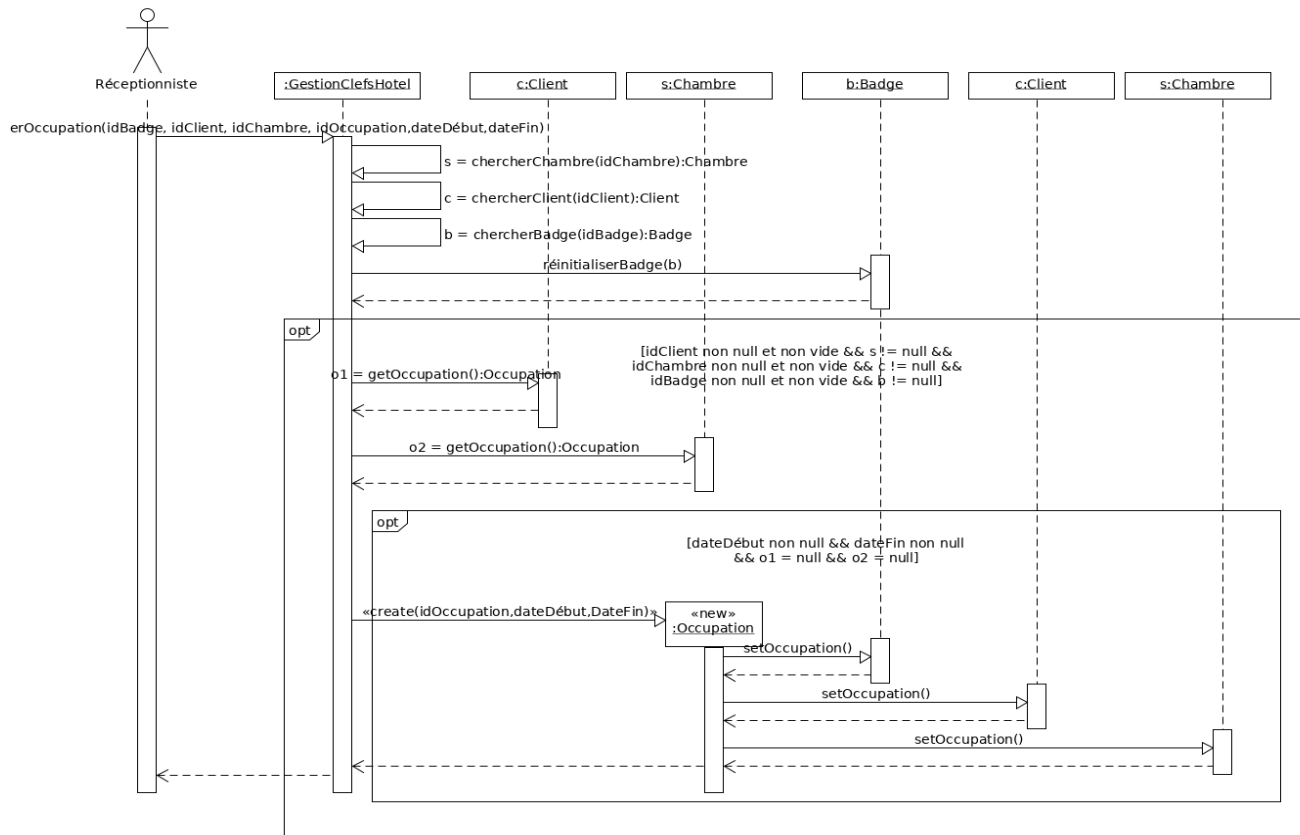 Réceptionniste
:GestionClefsHotel
c:Client
s:Chambre
b:Badge
c:Client
s:Chambre
erOccupation(idBadge, idClient, idChambre, idOccupation,dateDébut,dateFin)
s = chercherChambre(idChambre):Chambre
c = chercherClient(idClient):Client
b = chercherBadge(idBadge):Badge
réinitialiserBadge(b)
opt
[idClient non null et non vide && s != null &&
idChambre non null et non vide && c != null &&
idBadge non null et non vide && b != null]
o1 = getOccupation():Occupation
o2 = getOccupation():Occupation
opt
[dateDébut non null && dateFin non null
&& o1 = null && o2 = null]
«create(idOccupation,dateDébut,DateFin)»
«new»
:Occupation
setOccupation()
setOccupation()
setOccupation()